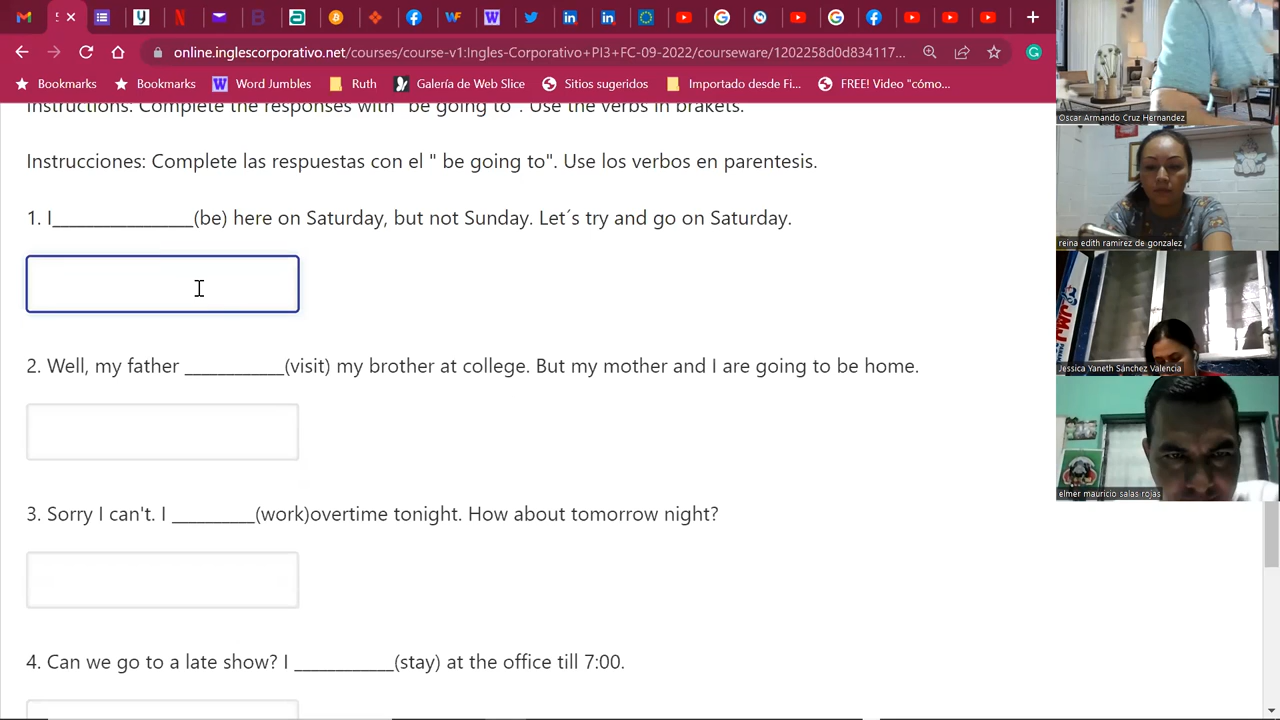 online.inglescorporativo.net/courses/course-v1:Ingles-Corporativo+PI3+FC-09-2022/courseware/1202258d0d834117...
Bookmarks Bookmarks Word Jumbles Ruth Galería de Web Slice Sitios sugeridos Importado desde Fi... FREE! Video "cómo...
Instructions: Complete the responses with "be going to". Use the verbs in brakets.
Instrucciones: Complete las respuestas con el " be going to". Use los verbos en parentesis.
1. I________________(be) here on Saturday, but not Sunday. Let´s try and go on Saturday.
2. Well, my father ____________(visit) my brother at college. But my mother and I are going to be home.
3. Sorry I can't. I __________(work)overtime tonight. How about tomorrow night?
4. Can we go to a late show? I ____________(stay) at the office till 7:00.
Oscar Armando Cruz Hernandez
reina edith ramirez de gonzalez
JMJ
Jessica Yaneth Sánchez Valencia
elmer mauricio salas rojas